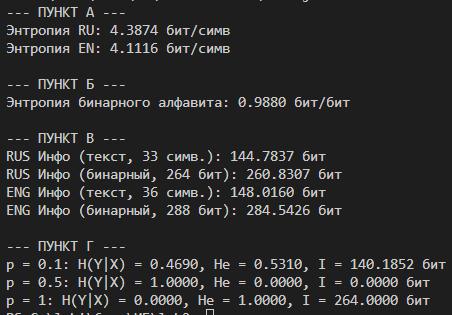 --- ПУНКТ А ---
Энтропия RU: 4.3874 бит/симв
Энтропия EN: 4.1116 бит/симв
--- ПУНКТ Б ---
Энтропия бинарного алфавита: 0.9880 бит/бит
--- ПУНКТ В ---
RUS Инфо (текст, 33 симв.): 144.7837 бит
RUS Инфо (бинарный, 264 бит): 260.8307 бит
ENG Инфо (текст, 36 симв.): 148.0160 бит
ENG Инфо (бинарный, 288 бит): 284.5426 бит
--- ПУНКТ Г ---
p = 0.1: H(Y|X) = 0.4690, He = 0.5310, I = 140.1852 бит
p = 0.5: H(Y|X) = 1.0000, He = 0.0000, I = 0.0000 бит
p = 1: H(Y|X) = 0.0000, He = 1.0000, I = 264.0000 бит